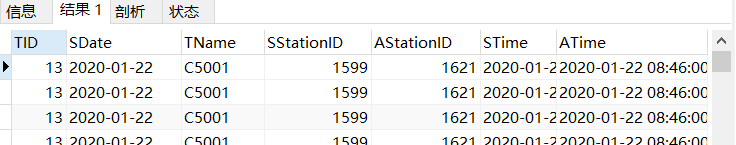 信息 结果 1 剖析 状态
TID SDate TName SStationID AStationID STime ATime
13 2020-01-22 C5001 1599 1621 2020-01-2 2020-01-22 08:46:00
13 2020-01-22 C5001 1599 1621 2020-01-2 2020-01-22 08:46:00
13 2020-01-22 C5001 1599 1621 2020-01-2 2020-01-22 08:46:00
13 2020-01-22 C5001 1599 1621 2020-01-2 2020-01-22 08:46:00